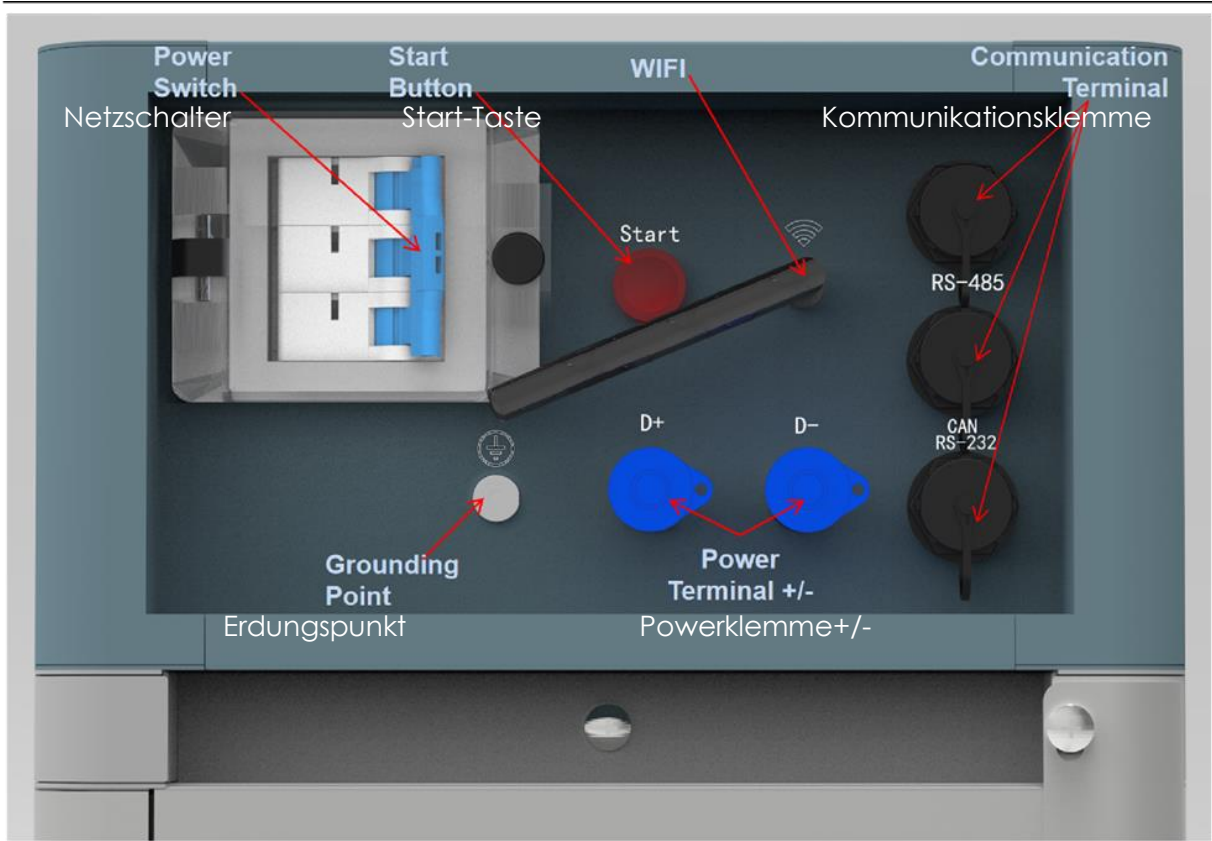 Power
Switch
Netzschalter
Start
Button
Start-Taste
WIFI
Communication
Terminal
Kommunikationsklemme
Start
RS-485
D+
D-
CAN
RS-232
Grounding
Point
Erdungspunkt
Power
Terminal +/-
Powerklemme+/-